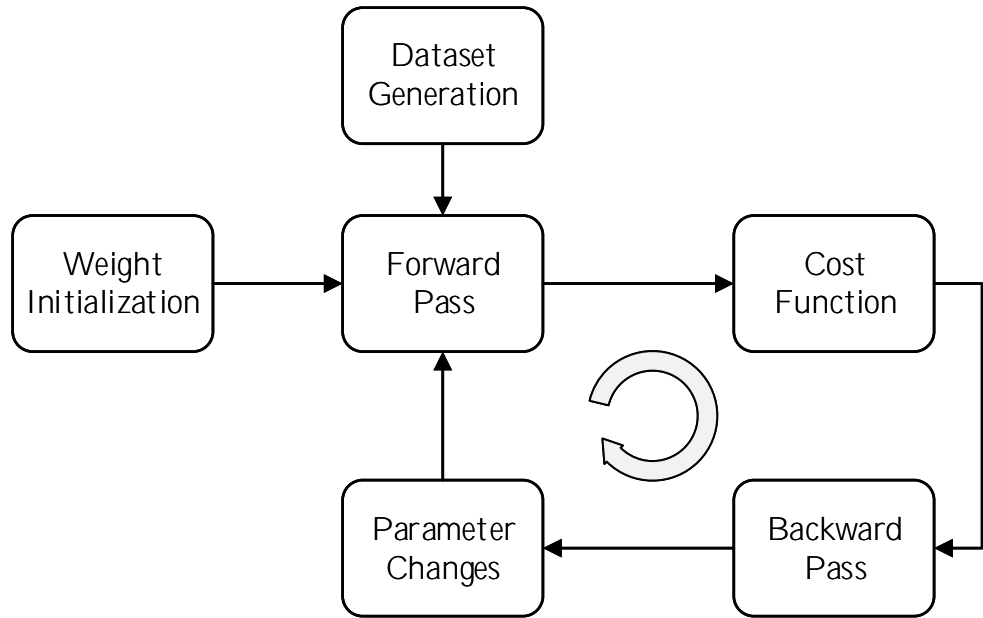 Dataset
Generation
Weight
Initialization
Forward
Pass
Cost
Function
Parameter
Changes
Backward
Pass